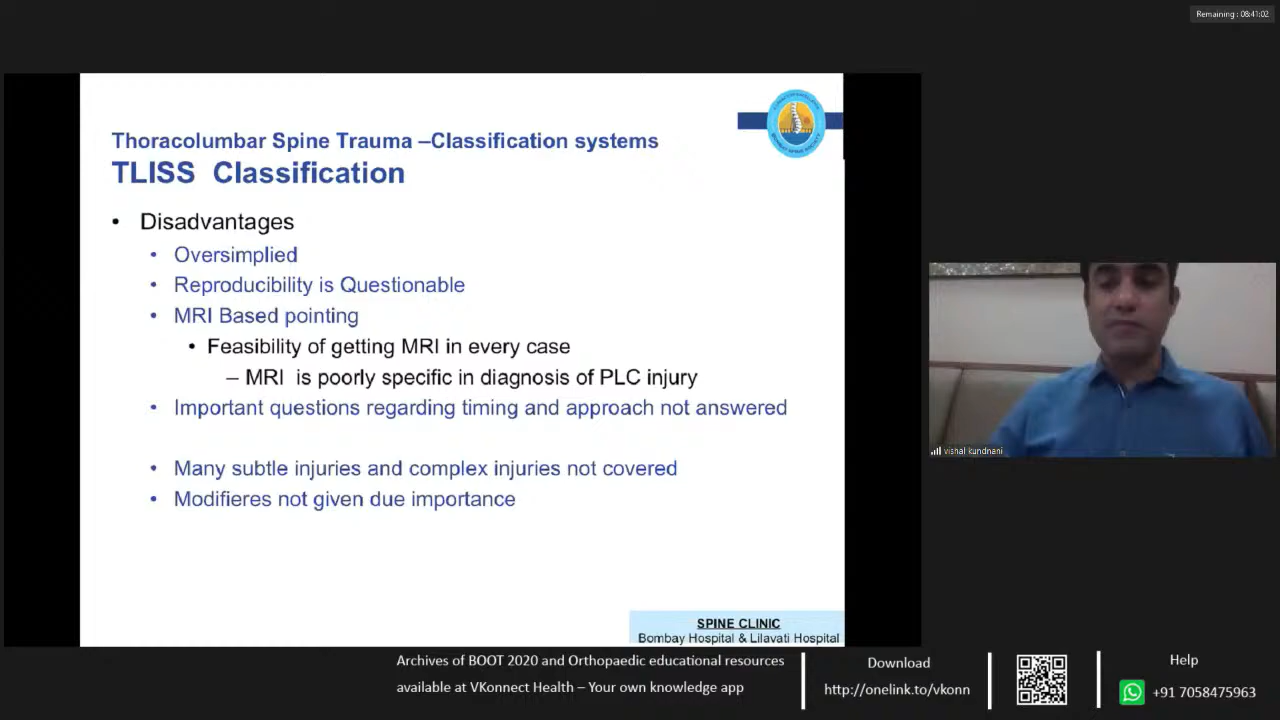 Remaining : 08:41:02
Thoracolumbar Spine Trauma –Classification systems
TLISS Classification
• Disadvantages
• Oversimplied
• Reproducibility is Questionable
• MRI Based pointing
• Feasibility of getting MRI in every case
– MRI is poorly specific in diagnosis of PLC injury
• Important questions regarding timing and approach not answered
• Many subtle injuries and complex injuries not covered
• Modifieres not given due importance
SPINE CLINIC
Bombay Hospital & Lilavati Hospital
vishal kundnani
Archives of BOOT 2020 and Orthopaedic educational resources
available at VKonnect Health – Your own knowledge app
Download
http://onelink.to/vkonn
Help
+91 7058475963